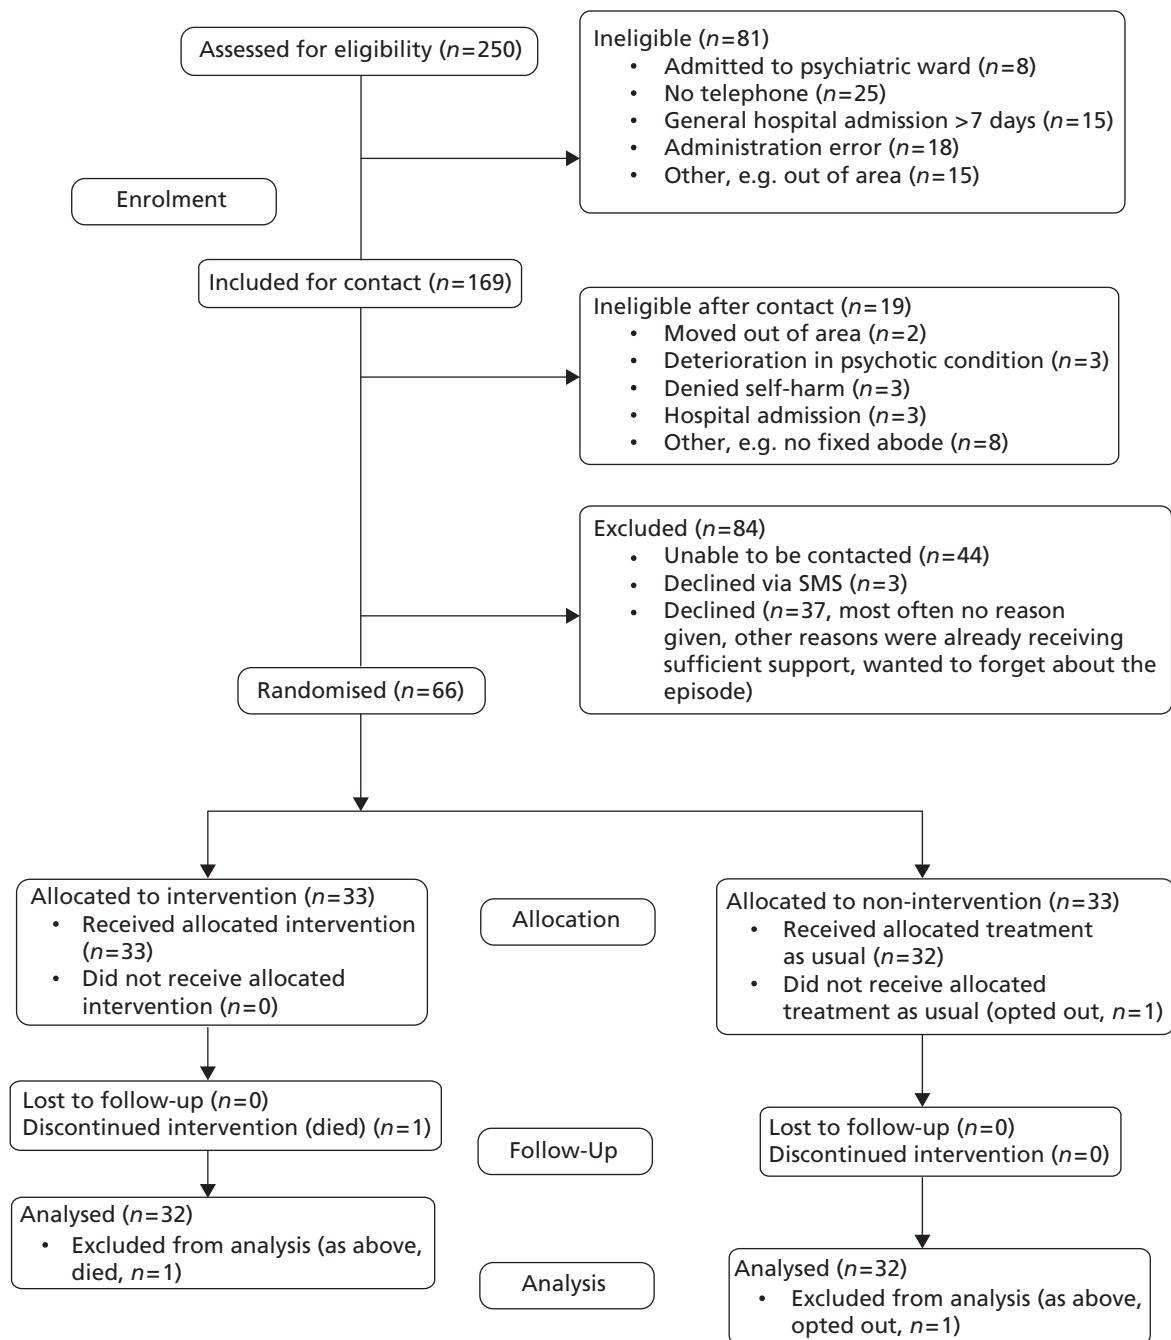 Assessed for eligibility (n=250)
Ineligible (n=81)
• Admitted to psychiatric ward (n=8)
• No telephone (n=25)
• General hospital admission >7 days (n=15)
• Administration error (n=18)
• Other, e.g. out of area (n=15)
Enrolment
Included for contact (n=169)
Ineligible after contact (n=19)
• Moved out of area (n=2)
• Deterioration in psychotic condition (n=3)
• Denied self-harm (n=3)
• Hospital admission (n=3)
• Other, e.g. no fixed abode (n=8)
Excluded (n=84)
• Unable to be contacted (n=44)
• Declined via SMS (n=3)
• Declined (n=37, most often no reason
given, other reasons were already receiving
sufficient support, wanted to forget about the
episode)
Randomised (n=66)
Allocated to intervention (n=33)
• Received allocated intervention
(n=33)
• Did not receive allocated
intervention (n=0)
Allocation
Allocated to non-intervention (n=33)
• Received allocated treatment
as usual (n=32)
• Did not receive allocated
treatment as usual (opted out, n=1)
Lost to follow-up (n=0)
Discontinued intervention (died) (n=1)
Follow-Up
Lost to follow-up (n=0)
Discontinued intervention (n=0)
Analysed (n=32)
• Excluded from analysis (as above,
died, n=1)
Analysis
Analysed (n=32)
• Excluded from analysis (as above,
opted out, n=1)